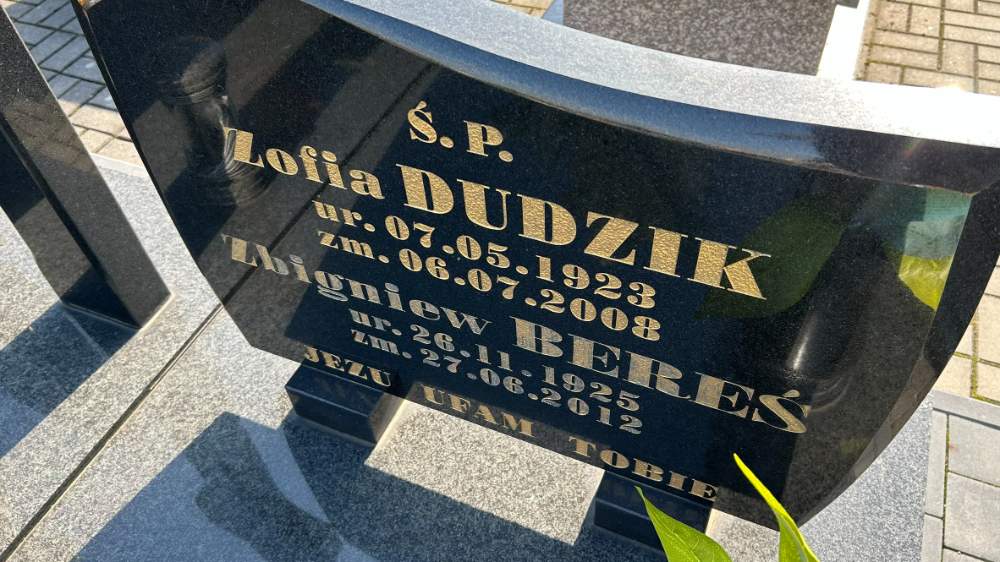 Ś.P.
Zofia DUDZIK
ur. 07.05.1923
zm. 06.07.2008
Zbigniew BEREŚ
ur. 26.11.1925
zm. 27.06.2012
JEZU UFAM TOBIE